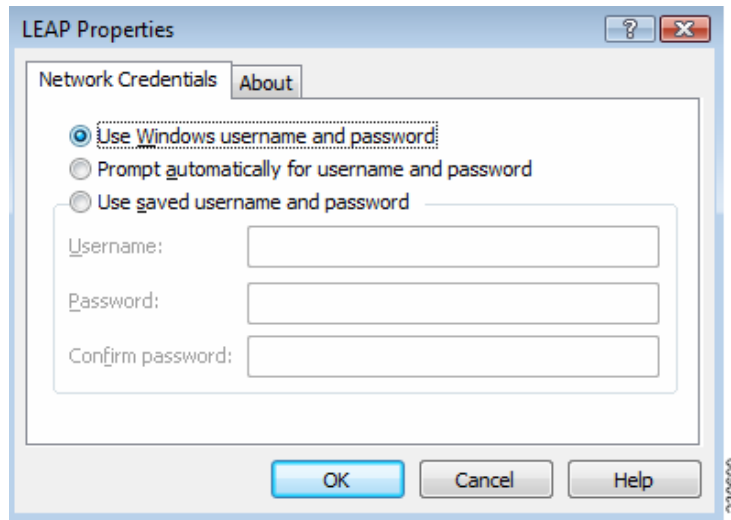 LEAP Properties
Network Credentials
About
Use Windows username and password
Prompt automatically for username and password
Use saved username and password
Username:
Password:
Confirm password:
OK
Cancel
Help